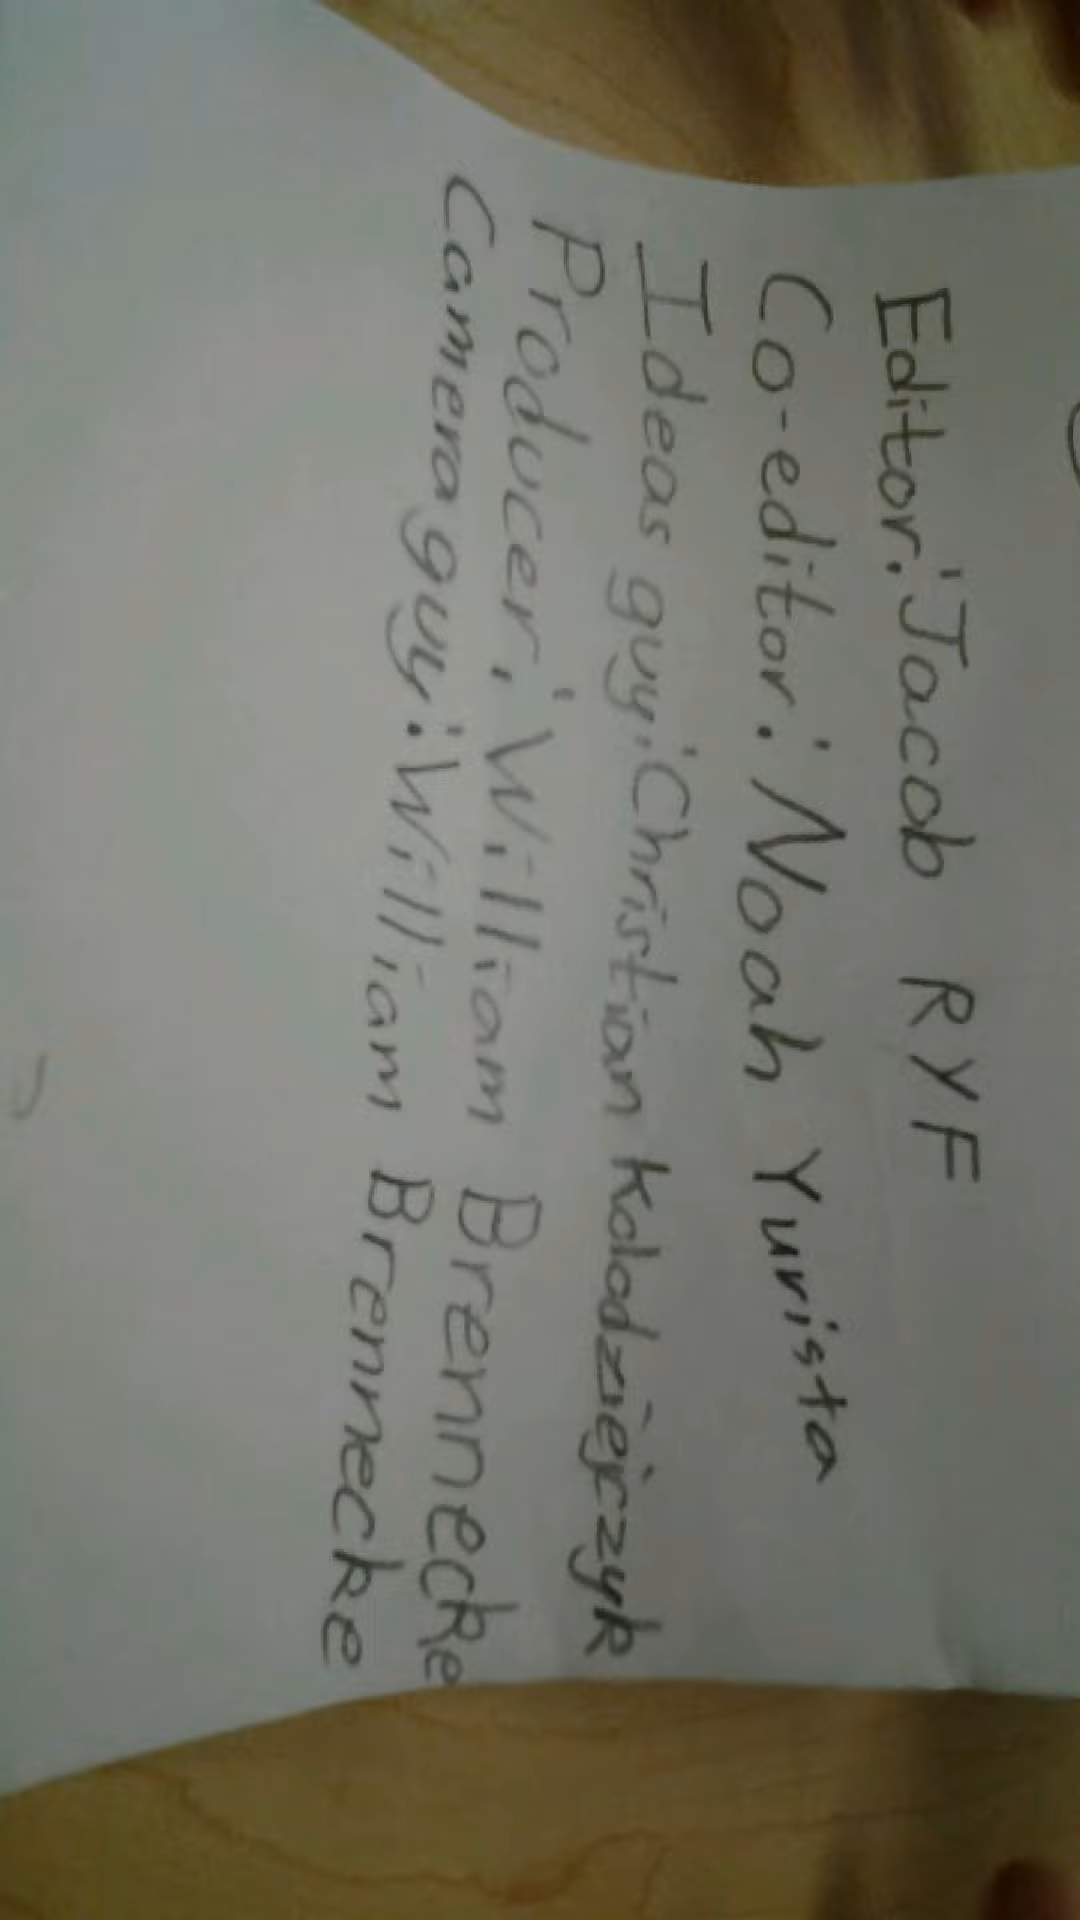 Editor: Jacob RYF
Co-editor: Noah Yurista
Ideas guy: Christian Kolodziejczyk
Producer: William Brennecke
Camera guy: William Brennecke